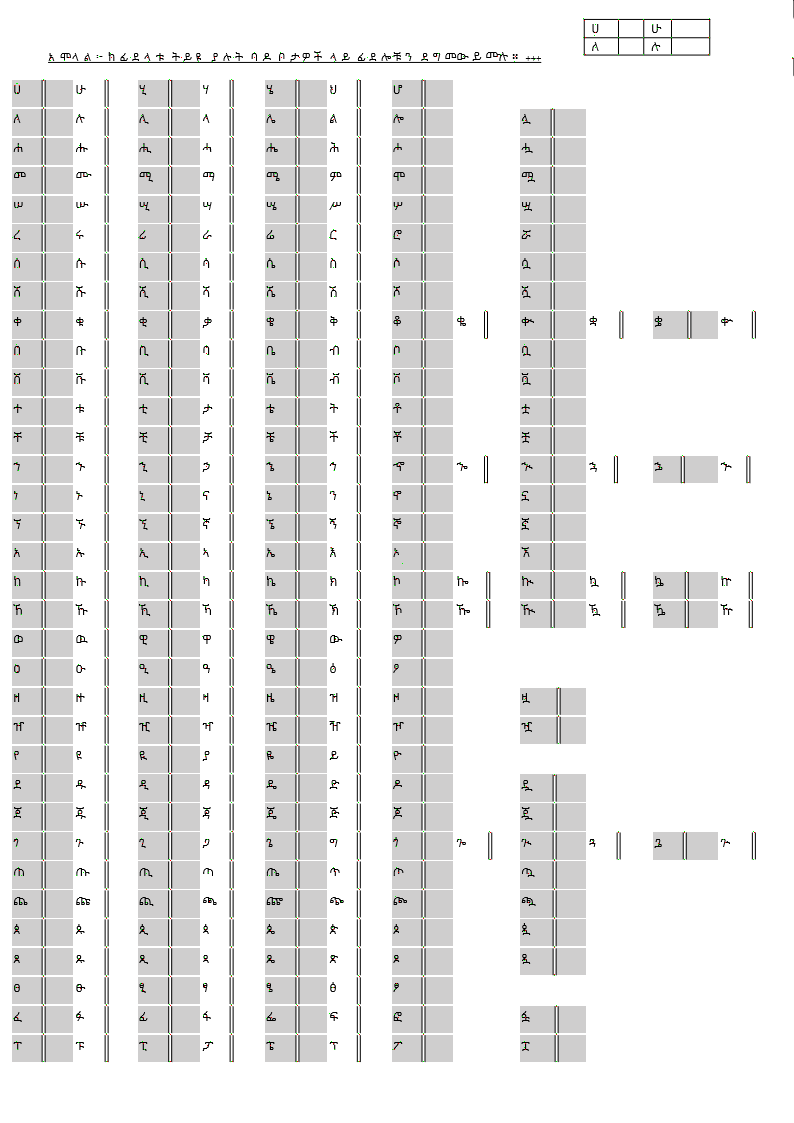 ሀ ሁ
ለ ሉ
አሞላል፦ ከፊደላቱ ትይዩ ያሉት ባዶ ቦታዎች ላይ ፊደሎቹን ደግመው ይሙሉ። +++
ሀ ሁ ሂ ሃ ሄ ህ ሆ
ለ ሉ ሊ ላ ሌ ል ሎ ሏ
ሐ ሑ ሒ ሓ ሔ ሕ ሖ ሗ
መ ሙ ሚ ማ ሜ ም ሞ ሟ
ሠ ሡ ሢ ሣ ሤ ሥ ሦ ሧ
ረ ሩ ሪ ራ ሬ ር ሮ ሯ
ሰ ሱ ሲ ሳ ሴ ስ ሶ ሷ
ሸ ሹ ሺ ሻ ሼ ሽ ሾ ሿ
ቀ ቁ ቂ ቃ ቄ ቅ ቆ ቈ ቊ ቋ ቌ ቍ
በ ቡ ቢ ባ ቤ ብ ቦ ቧ
ቨ ቩ ቪ ቫ ቬ ቭ ቮ ቯ
ተ ቱ ቲ ታ ቴ ት ቶ ቷ
ቸ ቹ ቺ ቻ ቼ ች ቾ ቿ
ኀ ኁ ኂ ኃ ኄ ኅ ኆ ኈ ኊ ኋ ኌ ኍ
ነ ኑ ኒ ና ኔ ን ኖ ኗ
ኘ ኙ ኚ ኛ ኜ ኝ ኞ ኟ
አ ኡ ኢ ኣ ኤ እ ኦ ኧ
ከ ኩ ኪ ካ ኬ ክ ኮ ኰ ኲ ኳ ኴ ኵ
ኸ ኹ ኺ ኻ ኼ ኽ ኾ ዀ ዂ ዃ ዄ ዅ
ወ ዉ ዊ ዋ ዌ ው ዎ
ዐ ዑ ዒ ዓ ዔ ዕ ዖ
ዘ ዙ ዚ ዛ ዜ ዝ ዞ ዟ
ዠ ዡ ዢ ዣ ዤ ዥ ዦ ዧ
የ ዩ ዪ ያ ዬ ይ ዮ
ደ ዱ ዲ ዳ ዴ ድ ዶ ዷ
ጀ ጁ ጂ ጃ ጄ ጅ ጆ ጇ
ገ ጉ ጊ ጋ ጌ ግ ጎ ጐ ጒ ጓ ጔ ጕ
ጠ ጡ ጢ ጣ ጤ ጥ ጦ ጧ
ጨ ጩ ጪ ጫ ጬ ጭ ጮ ጯ
ጰ ጱ ጲ ጳ ጴ ጵ ጶ ጷ
ጸ ጹ ጺ ጻ ጼ ጽ ጾ ጿ
ፀ ፁ ፂ ፃ ፄ ፅ ፆ
ፈ ፉ ፊ ፋ ፌ ፍ ፎ ፏ
ፐ ፑ ፒ ፓ ፔ ፕ ፖ ፗ